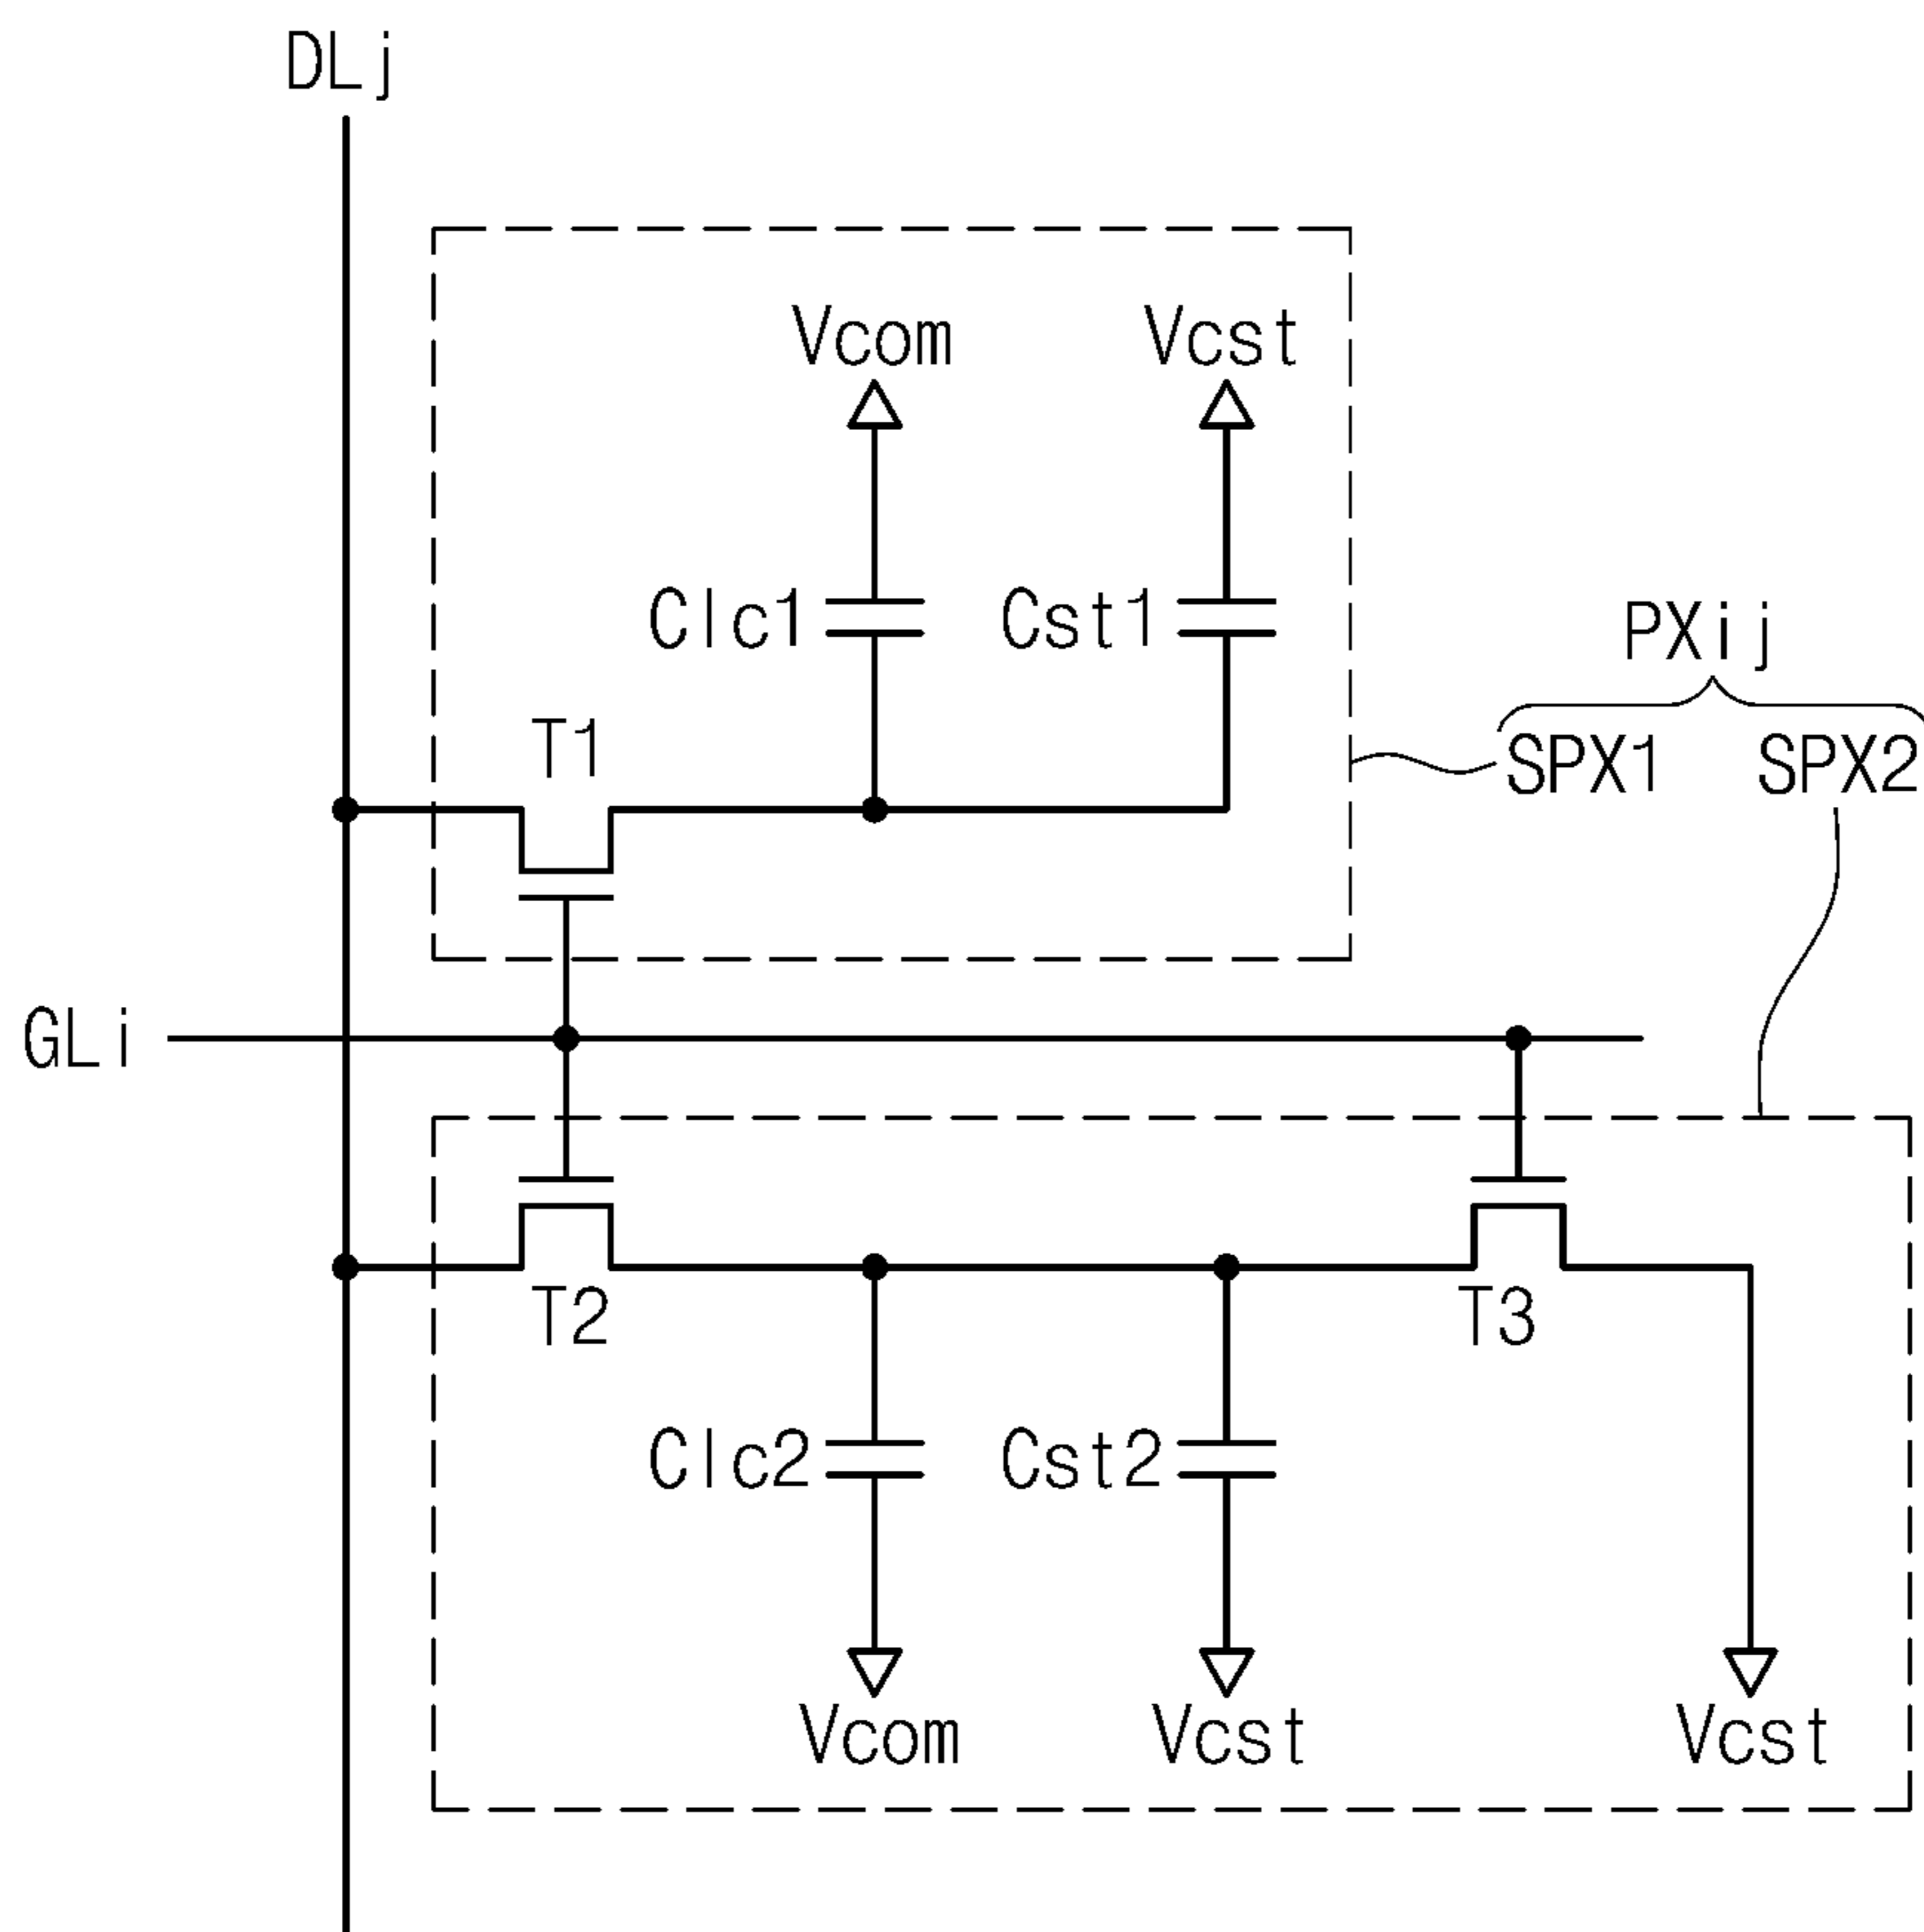 DLj
Vcom Vcst
Clc1 Cst1
PXij
T1
SPX1 SPX2
GLi
T2 T3
Clc2 Cst2
Vcom Vcst Vcst